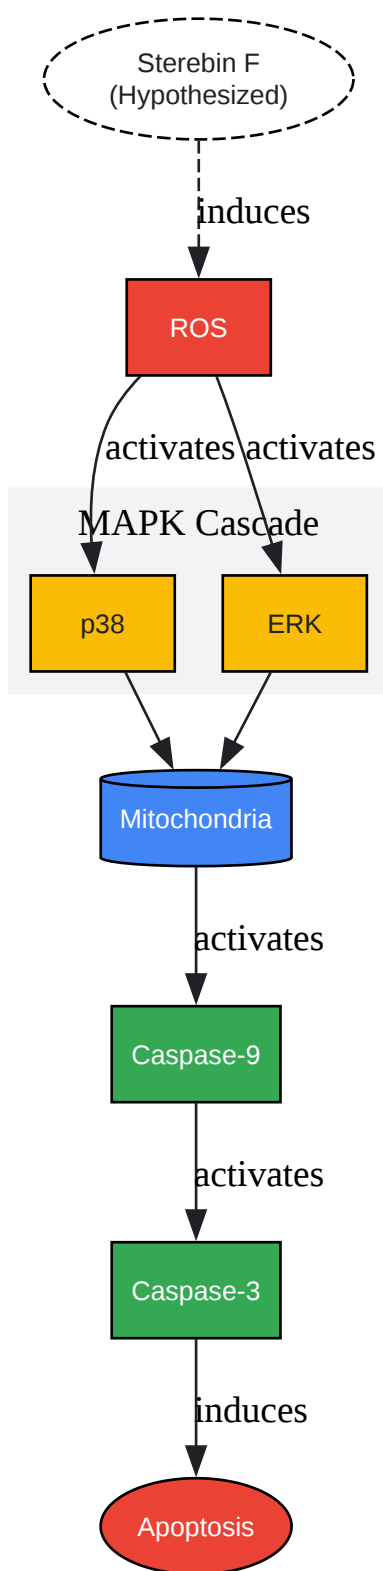 Sterebin F
(Hypothesized)
induces
ROS
activates
activates
MAPK Cascade
p38
ERK
Mitochondria
activates
Caspase-9
activates
Caspase-3
induces
Apoptosis